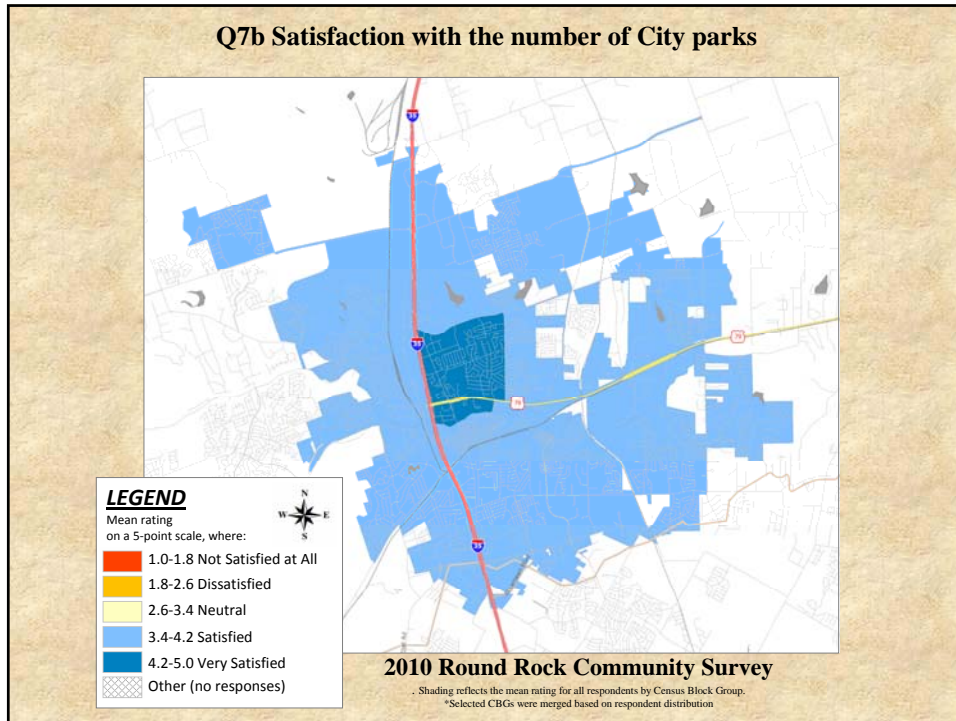 Q7b Satisfaction with the number of City parks
35
35
79
79
35
LEGEND
Mean rating
on a 5-point scale, where:
N
W E
S
1.0-1.8 Not Satisfied at All
1.8-2.6 Dissatisfied
2.6-3.4 Neutral
3.4-4.2 Satisfied
4.2-5.0 Very Satisfied
Other (no responses)
2010 Round Rock Community Survey
. Shading reflects the mean rating for all respondents by Census Block Group.
*Selected CBGs were merged based on respondent distribution